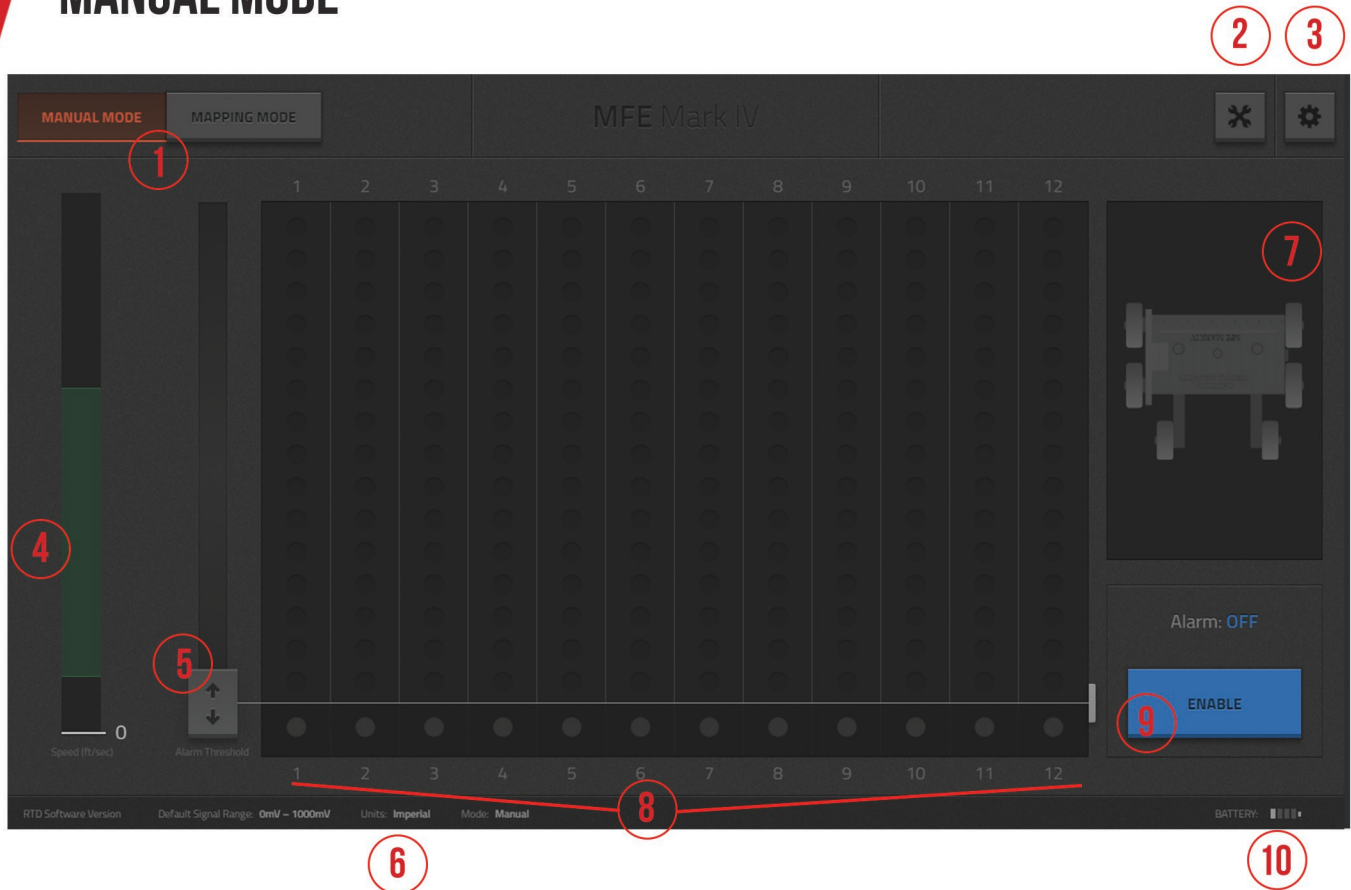 MANUAL MODE
2 3
MANUAL MODE MAPPING MODE MFE Mark IV
1
1 2 3 4 5 6 7 8 9 10 11 12
7
4
Alarm: OFF
5
ENABLE
9
0
Speed (ft/sec) Alarm Threshold
1 2 3 4 5 6 7 8 9 10 11 12
8
RTD Software Version Default Signal Range: 0mV – 1000mV Units: Imperial Mode: Manual BATTERY:
6 10